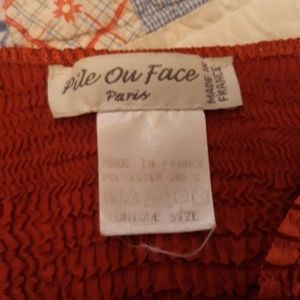 Pile Ou Face
Paris
MADE IN
FRANCE
MADE IN FRANCE
POLYESTER 100 %
UNIQUE SIZE